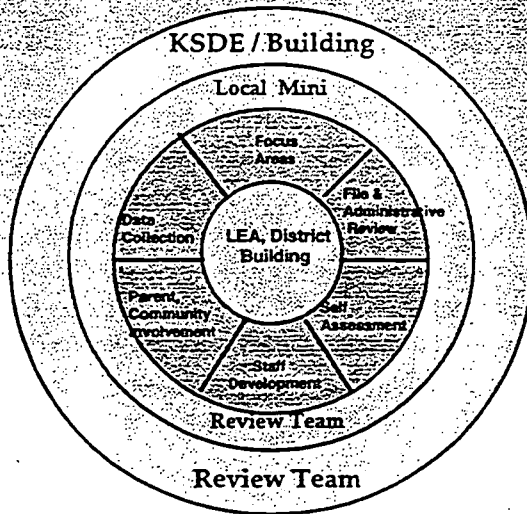 KSDE / Building
Local Mini
Focus
Areas
File &
Administrative
Review
Data
Collection
LEA, District
Building
Parent,
Community
Involvement
Self
Assessment
Staff
Development
Review Team
Review Team